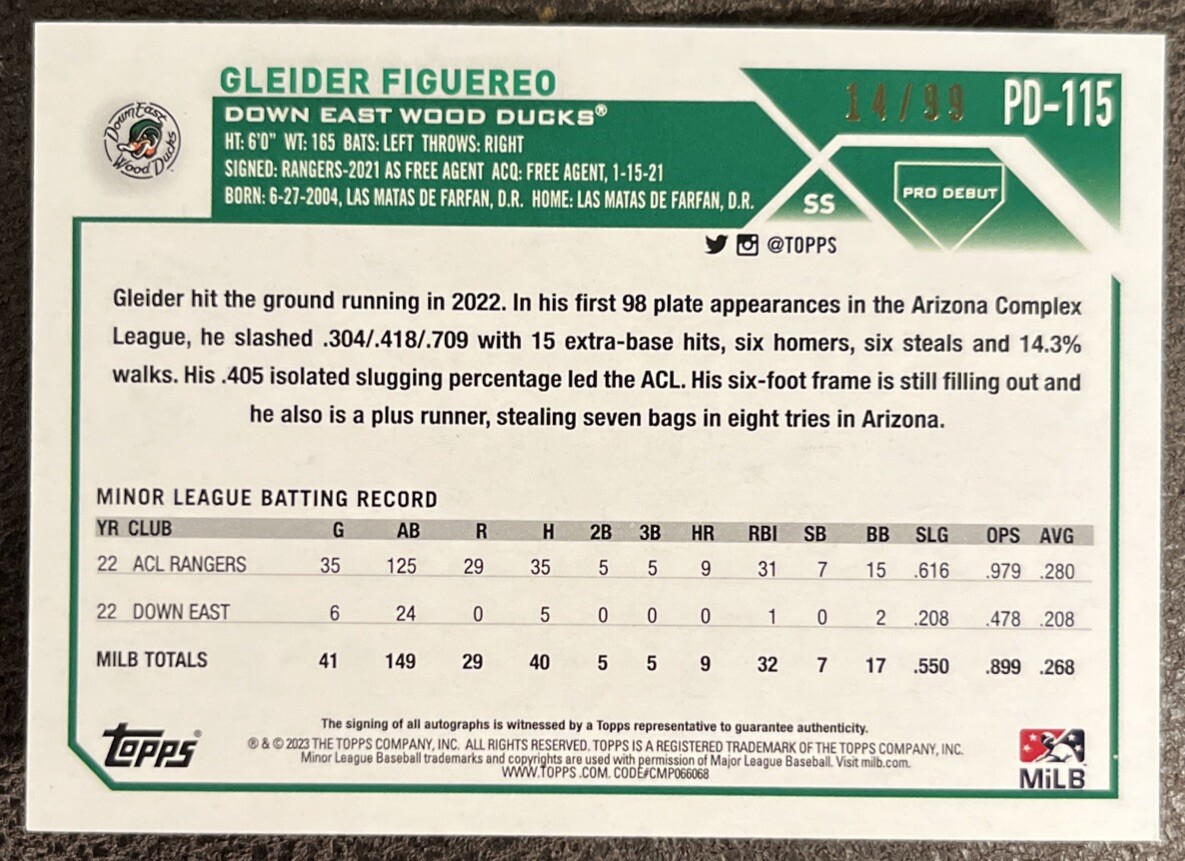 GLEIDER FIGUEREO
14/99 PD-115
Down East
Wood Ducks
DOWN EAST WOOD DUCKS®
HT: 6'0" WT: 165 BATS: LEFT THROWS: RIGHT
SIGNED: RANGERS-2021 AS FREE AGENT ACQ: FREE AGENT, 1-15-21
BORN: 6-27-2004, LAS MATAS DE FARFAN, D.R. HOME: LAS MATAS DE FARFAN, D.R.
SS
PRO DEBUT
@TOPPS
Gleider hit the ground running in 2022. In his first 98 plate appearances in the Arizona Complex
League, he slashed .304/.418/.709 with 15 extra-base hits, six homers, six steals and 14.3%
walks. His .405 isolated slugging percentage led the ACL. His six-foot frame is still filling out and
he also is a plus runner, stealing seven bags in eight tries in Arizona.
MINOR LEAGUE BATTING RECORD
YR CLUB G AB R H 2B 3B HR RBI SB BB SLG OPS AVG
22 ACL RANGERS 35 125 29 35 5 5 9 31 7 15 .616 .979 .280
22 DOWN EAST 6 24 0 5 0 0 0 1 0 2 .208 .478 .208
MILB TOTALS 41 149 29 40 5 5 9 32 7 17 .550 .899 .268
The signing of all autographs is witnessed by a Topps representative to guarantee authenticity.
® & © 2023 THE TOPPS COMPANY, INC. ALL RIGHTS RESERVED. TOPPS IS A REGISTERED TRADEMARK OF THE TOPPS COMPANY, INC.
Minor League Baseball trademarks and copyrights are used with permission of Major League Baseball. Visit milb.com.
WWW.TOPPS.COM. CODE#CMP066068
Topps®
MiLB